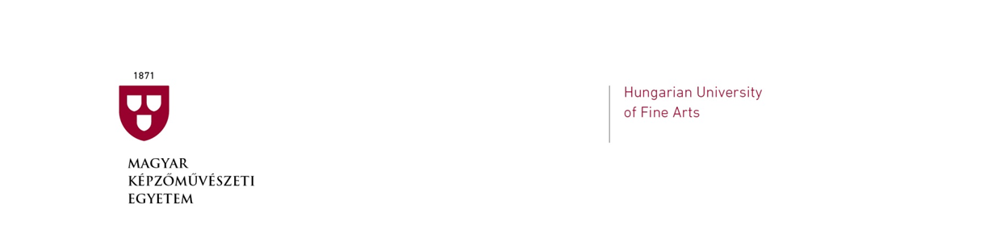 1871
MAGYAR
KÉPZŐMŰVÉSZETI
EGYETEM
Hungarian University
of Fine Arts